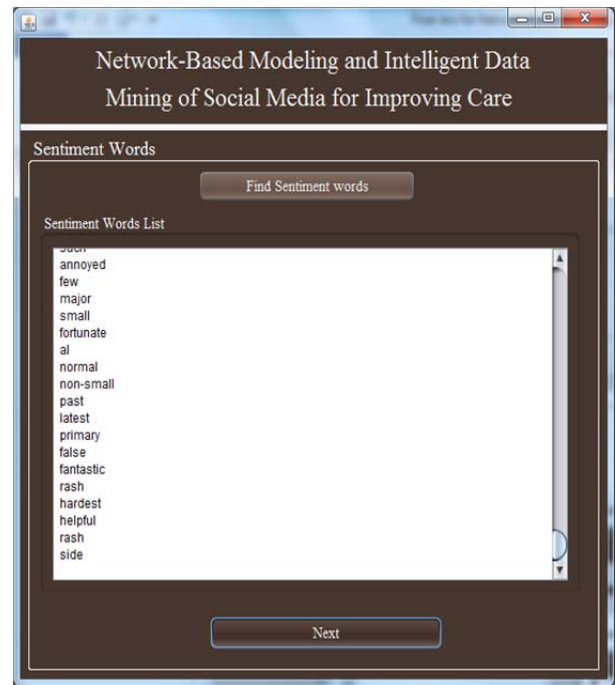 Network-Based Modeling and Intelligent Data
Mining of Social Media for Improving Care
Sentiment Words
Find Sentiment words
Sentiment Words List
annoyed
few
major
small
fortunate
al
normal
non-small
past
latest
primary
false
fantastic
rash
hardest
helpful
rash
side
Next